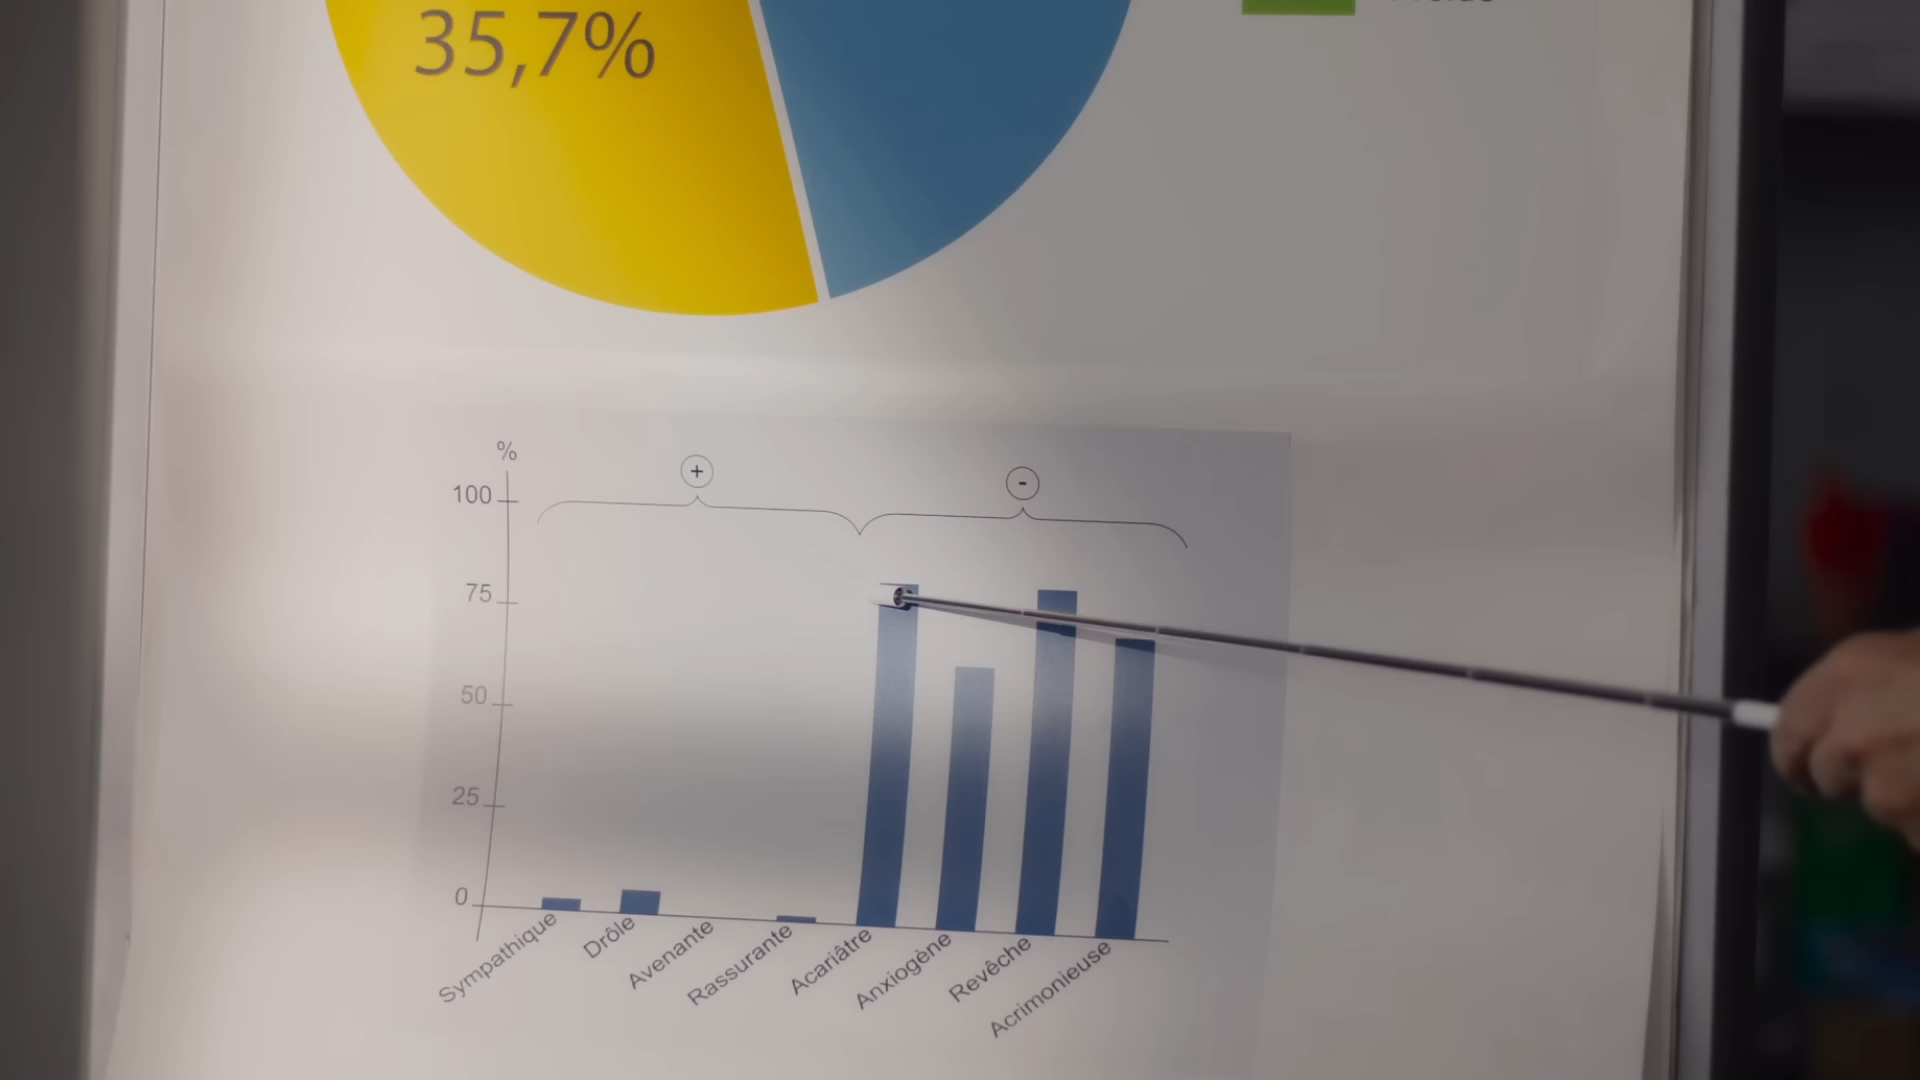 35,7%
%
+
-
100
75
50
25
0
Sympathique
Drôle
Avenante
Rassurante
Acariâtre
Anxiogène
Revêche
Acrimonieuse